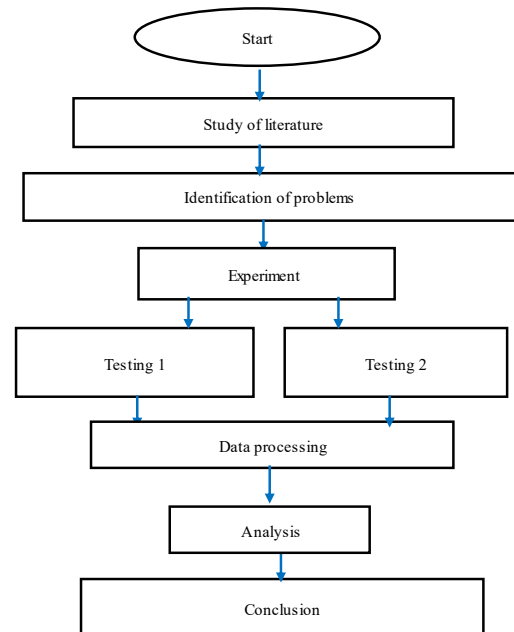 Start
Study of literature
Identification of problems
Experiment
Testing 1
Testing 2
Data processing
Analysis
Conclusion